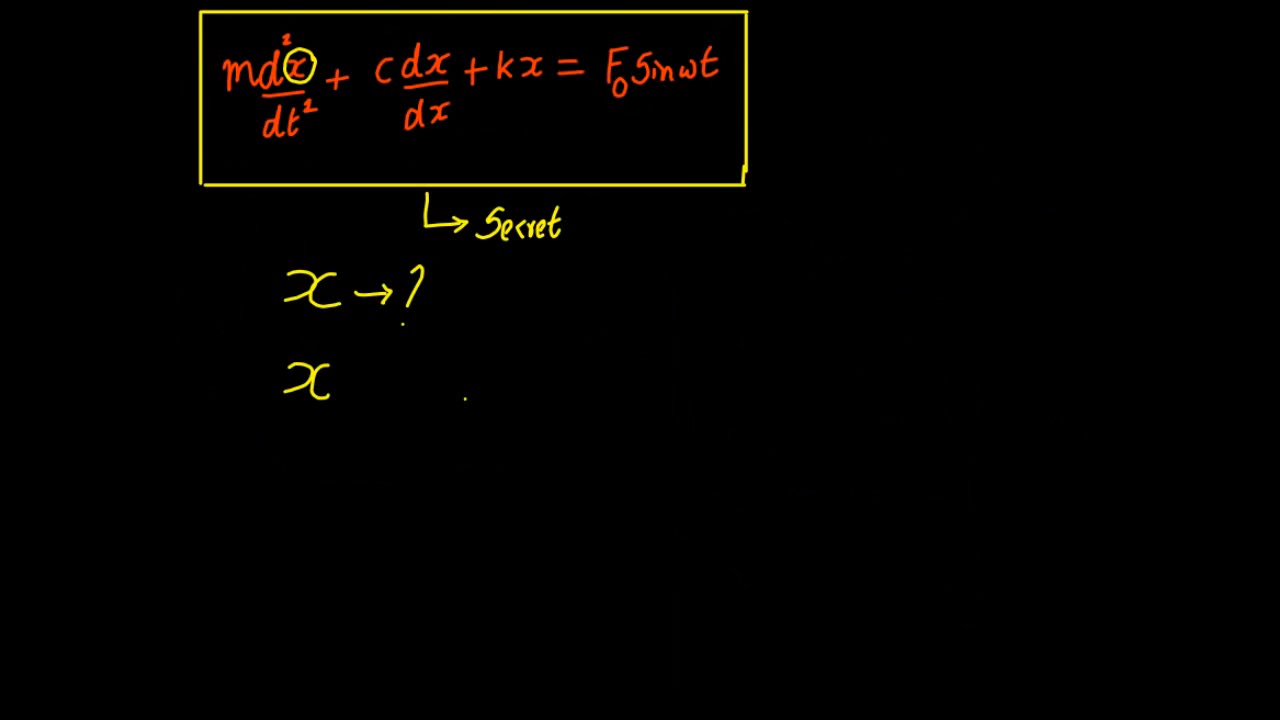 md²x/dt² + c dx/dx + kx = F₀ Sinωt
↳ Secret
x → ?
x